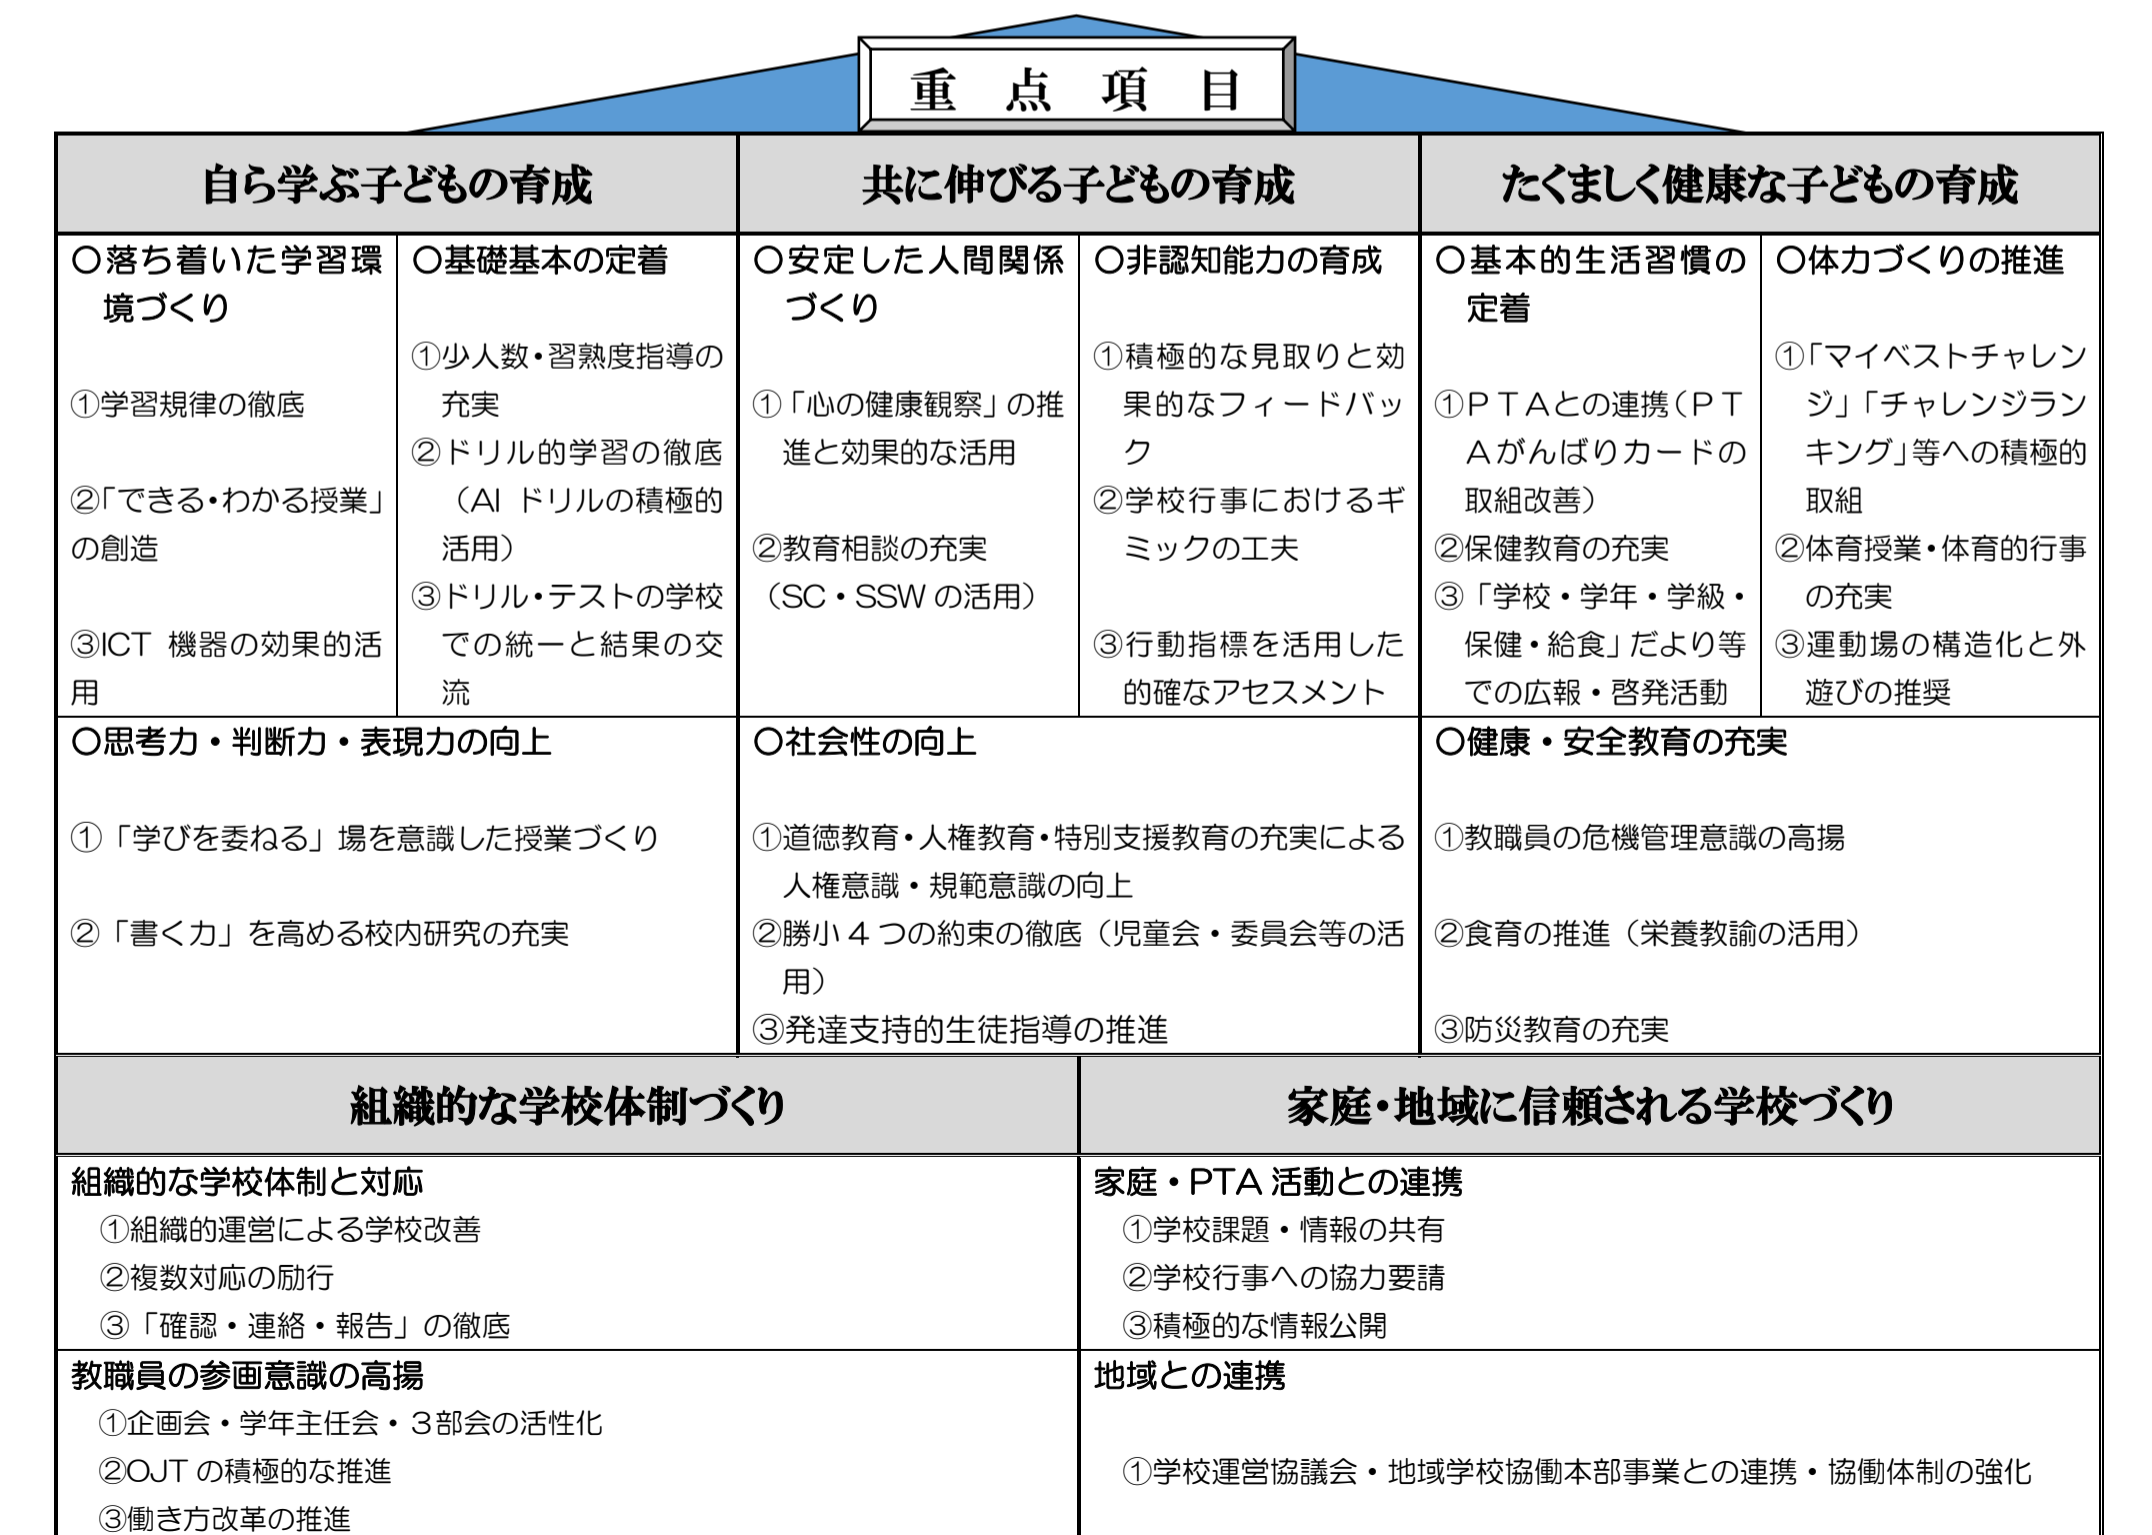 重点項目
自ら学ぶ子どもの育成
〇落ち着いた学習環
境づくり
①学習規律の徹底
②「できる・わかる授業」
の創造
③ICT 機器の効果的活
用
〇基礎基本の定着
①少人数・習熟度指導の
充実
②ドリル的学習の徹底
（AI ドリルの積極的
活用）
③ドリル・テストの学校
での統一と結果の交
流
〇思考力・判断力・表現力の向上
①「学びを委ねる」場を意識した授業づくり
②「書く力」を高める校内研究の充実
共に伸びる子どもの育成
〇安定した人間関係
づくり
①「心の健康観察」の推
進と効果的な活用
②教育相談の充実
（SC・SSW の活用）
〇非認知能力の育成
①積極的な見取りと効
果的なフィードバッ
ク
②学校行事におけるギ
ミックの工夫
③行動指標を活用した
的確なアセスメント
〇社会性の向上
①道徳教育・人権教育・特別支援教育の充実による
人権意識・規範意識の向上
②勝小 4 つの約束の徹底（児童会・委員会等の活
用）
③発達支持的生徒指導の推進
たくましく健康な子どもの育成
〇基本的生活習慣の
定着
①ＰＴＡとの連携（ＰＴ
Ａがんばりカードの
取組改善）
②保健教育の充実
③「学校・学年・学級・
保健・給食」だより等
での広報・啓発活動
〇体力づくりの推進
①「マイベストチャレン
ジ」「チャレンジラン
キング」等への積極的
取組
②体育授業・体育的行事
の充実
③運動場の構造化と外
遊びの推奨
〇健康・安全教育の充実
①教職員の危機管理意識の高揚
②食育の推進（栄養教諭の活用）
③防災教育の充実
組織的な学校体制づくり
組織的な学校体制と対応
①組織的運営による学校改善
②複数対応の励行
③「確認・連絡・報告」の徹底
教職員の参画意識の高揚
①企画会・学年主任会・３部会の活性化
②OJT の積極的な推進
③働き方改革の推進
家庭・地域に信頼される学校づくり
家庭・PTA 活動との連携
①学校課題・情報の共有
②学校行事への協力要請
③積極的な情報公開
地域との連携
①学校運営協議会・地域学校協働本部事業との連携・協働体制の強化